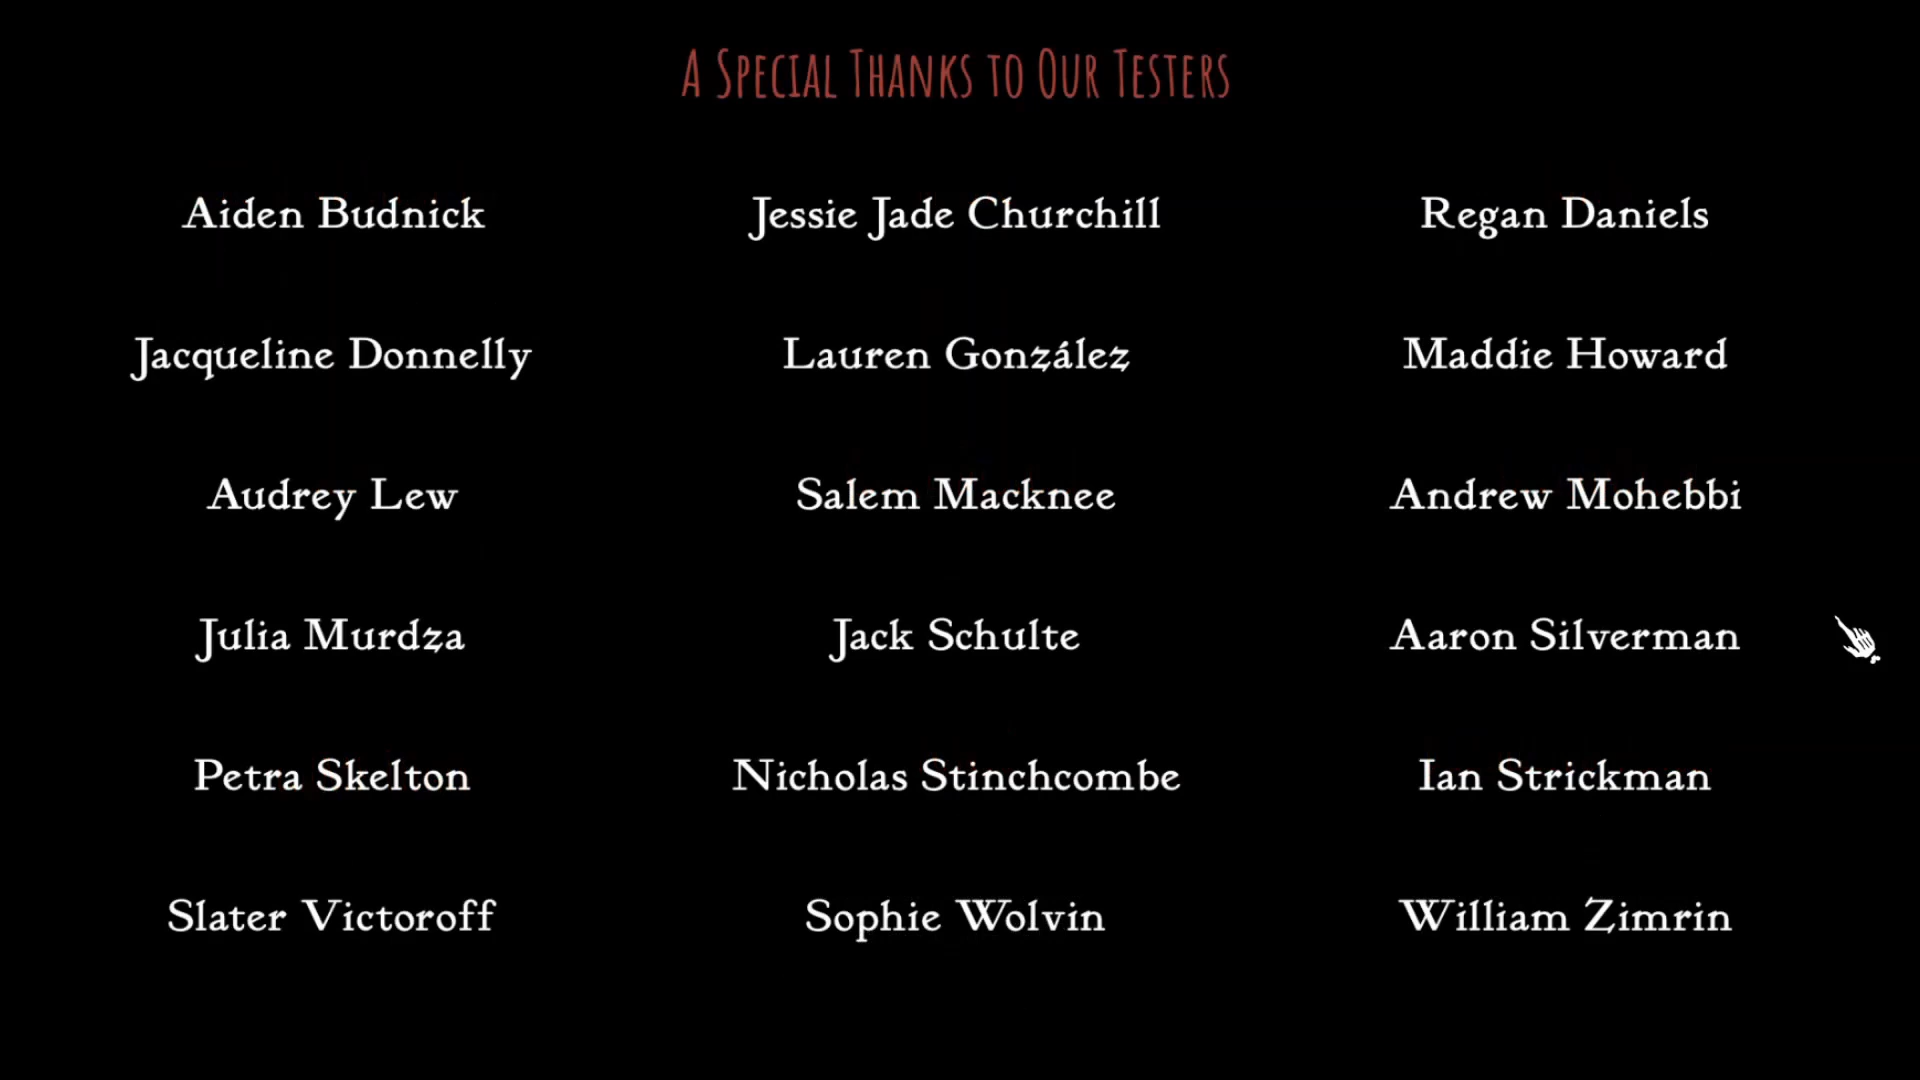 A Special Thanks to Our Testers
Aiden Budnick
Jessie Jade Churchill
Regan Daniels
Jacqueline Donnelly
Lauren González
Maddie Howard
Audrey Lew
Salem Macknee
Andrew Mohebbi
Julia Murdza
Jack Schulte
Aaron Silverman
Petra Skelton
Nicholas Stinchcombe
Ian Strickman
Slater Victoroff
Sophie Wolvin
William Zimrin